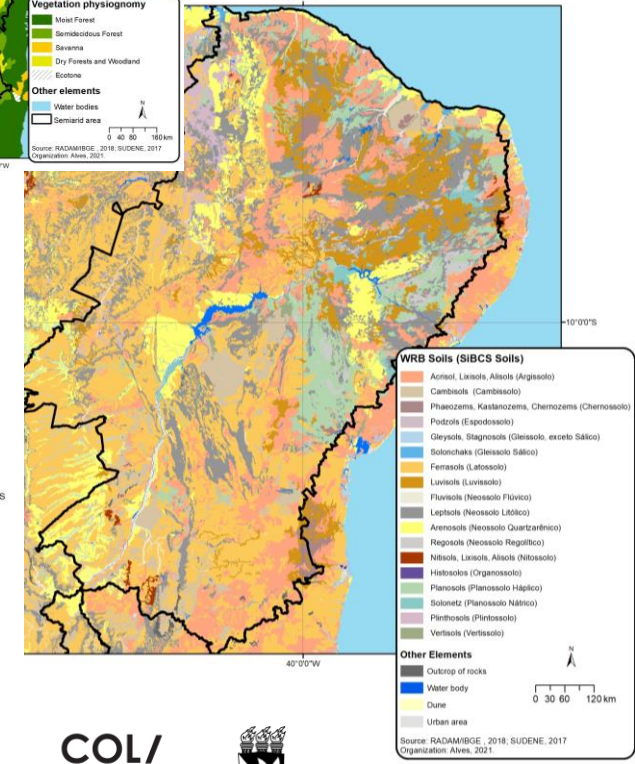 Vegetation physiognomy
Moist Forest
Semidecidous Forest
Savanna
Dry Forests and Woodland
Ecotone
Other elements
Water bodies
Semiarid area
N
0 40 80 160 km
Source: RADAM/IBGE , 2018; SUDENE, 2017
Organization: Alves, 2021.
10°0'0"S
40°0'0"W
WRB Soils (SiBCS Soils)
Acrisol, Lixisols, Alisols (Argissolo)
Cambisols (Cambissolo)
Phaeozems, Kastanozems, Chernozems (Chernossolo)
Podzols (Espodossolo)
Gleysols, Stagnosols (Gleissolo, exceto Sálico)
Solonchaks (Gleissolo Sálico)
Ferrasols (Latossolo)
Luvisols (Luvissolo)
Fluvisols (Neossolo Flúvico)
Leptsols (Neossolo Litólico)
Arenosols (Neossolo Quartzarênico)
Regosols (Neossolo Regolítico)
Nitisols, Lixisols, Alisols (Nitossolo)
Histosolos (Organossolo)
Planosols (Planossolo Háplico)
Solonetz (Planossolo Nátrico)
Plinthosols (Plintossolo)
Vertisols (Vertissolo)
Other Elements
Outcrop of rocks
Water body
Dune
Urban area
N
0 30 60 120 km
Source: RADAM/IBGE , 2018; SUDENE, 2017
Organization: Alves, 2021.
COL/